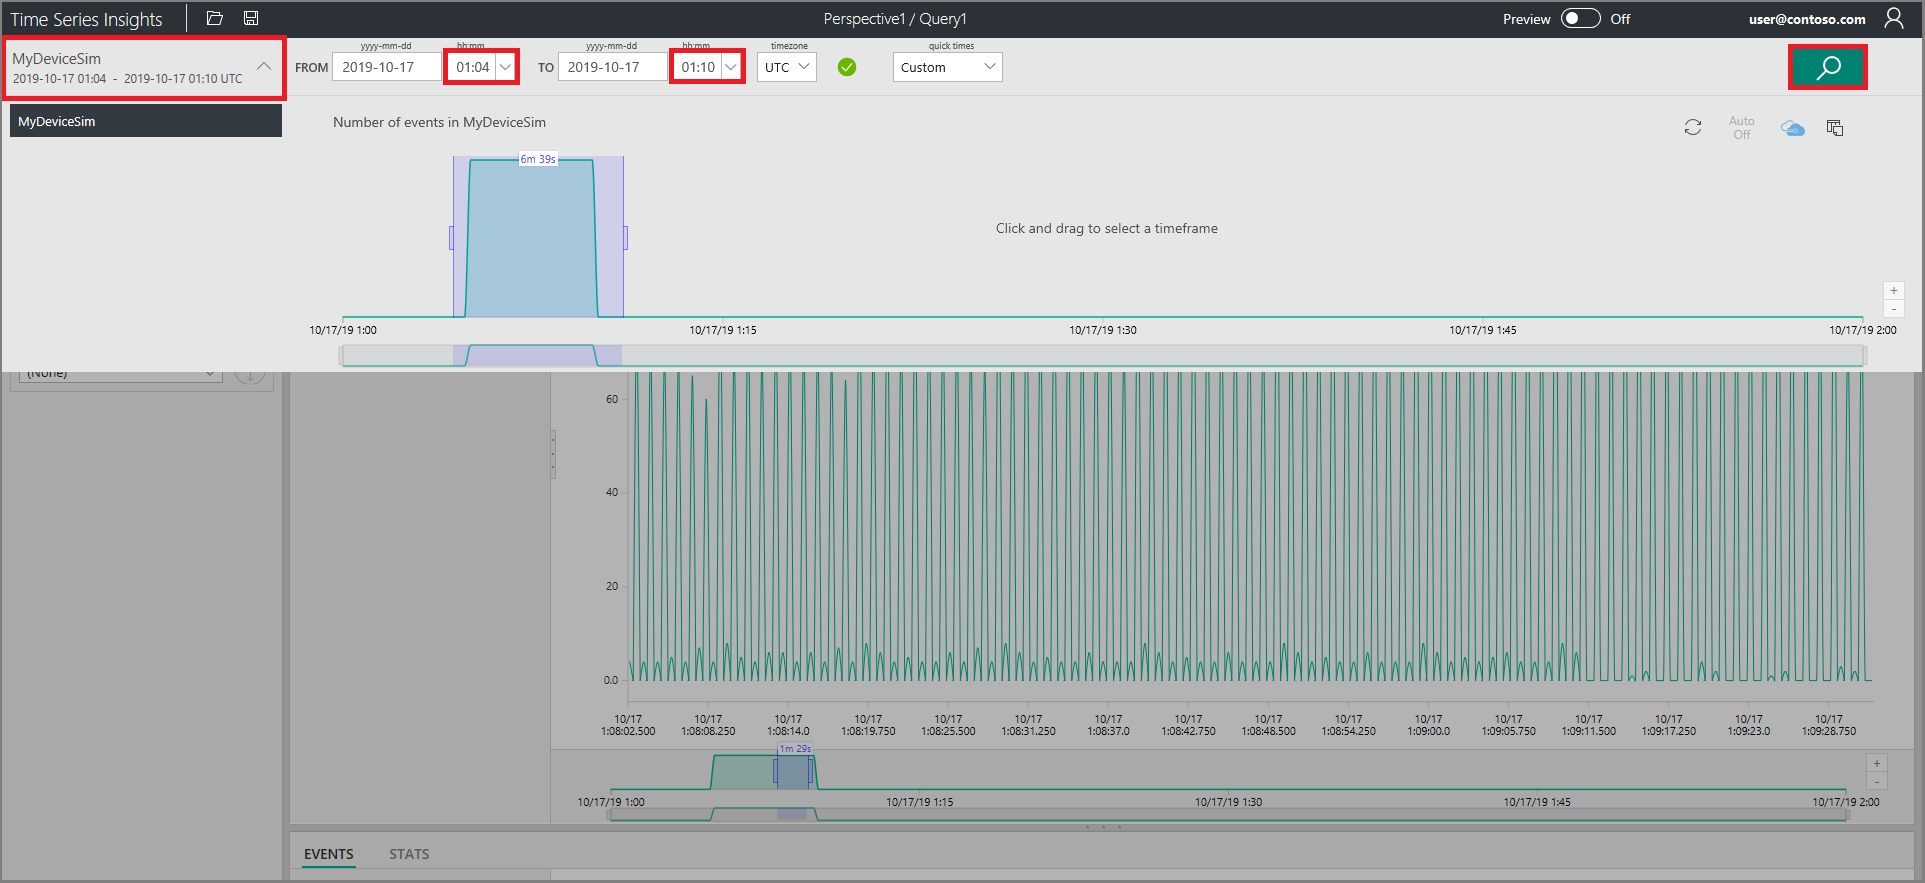 Time Series Insights
Perspective1 / Query1
Preview Off
user@contoso.com
MyDeviceSim
2019-10-17 01:04 - 2019-10-17 01:10 UTC
yyyy-mm-dd hh:mm yyyy-mm-dd hh:mm timezone quick times
FROM 2019-10-17 01:04 TO 2019-10-17 01:10 UTC Custom
MyDeviceSim
Number of events in MyDeviceSim
Auto
Off
6m 39s
Click and drag to select a timeframe
+
-
10/17/19 1:00 10/17/19 1:15 10/17/19 1:30 10/17/19 1:45 10/17/19 2:00
(None)
60
40
20
0.0
10/17 10/17 10/17 10/17 10/17 10/17 10/17 10/17 10/17 10/17 10/17 10/17 10/17 10/17 10/17 10/17
1:08:02.500 1:08:08.250 1:08:14.0 1:08:19.750 1:08:25.500 1:08:31.250 1:08:37.0 1:08:42.750 1:08:48.500 1:08:54.250 1:09:00.0 1:09:05.750 1:09:11.500 1:09:17.250 1:09:23.0 1:09:28.750
1m 29s
+
-
10/17/19 1:00 10/17/19 1:15 10/17/19 1:30 10/17/19 1:45 10/17/19 2:00
EVENTS STATS